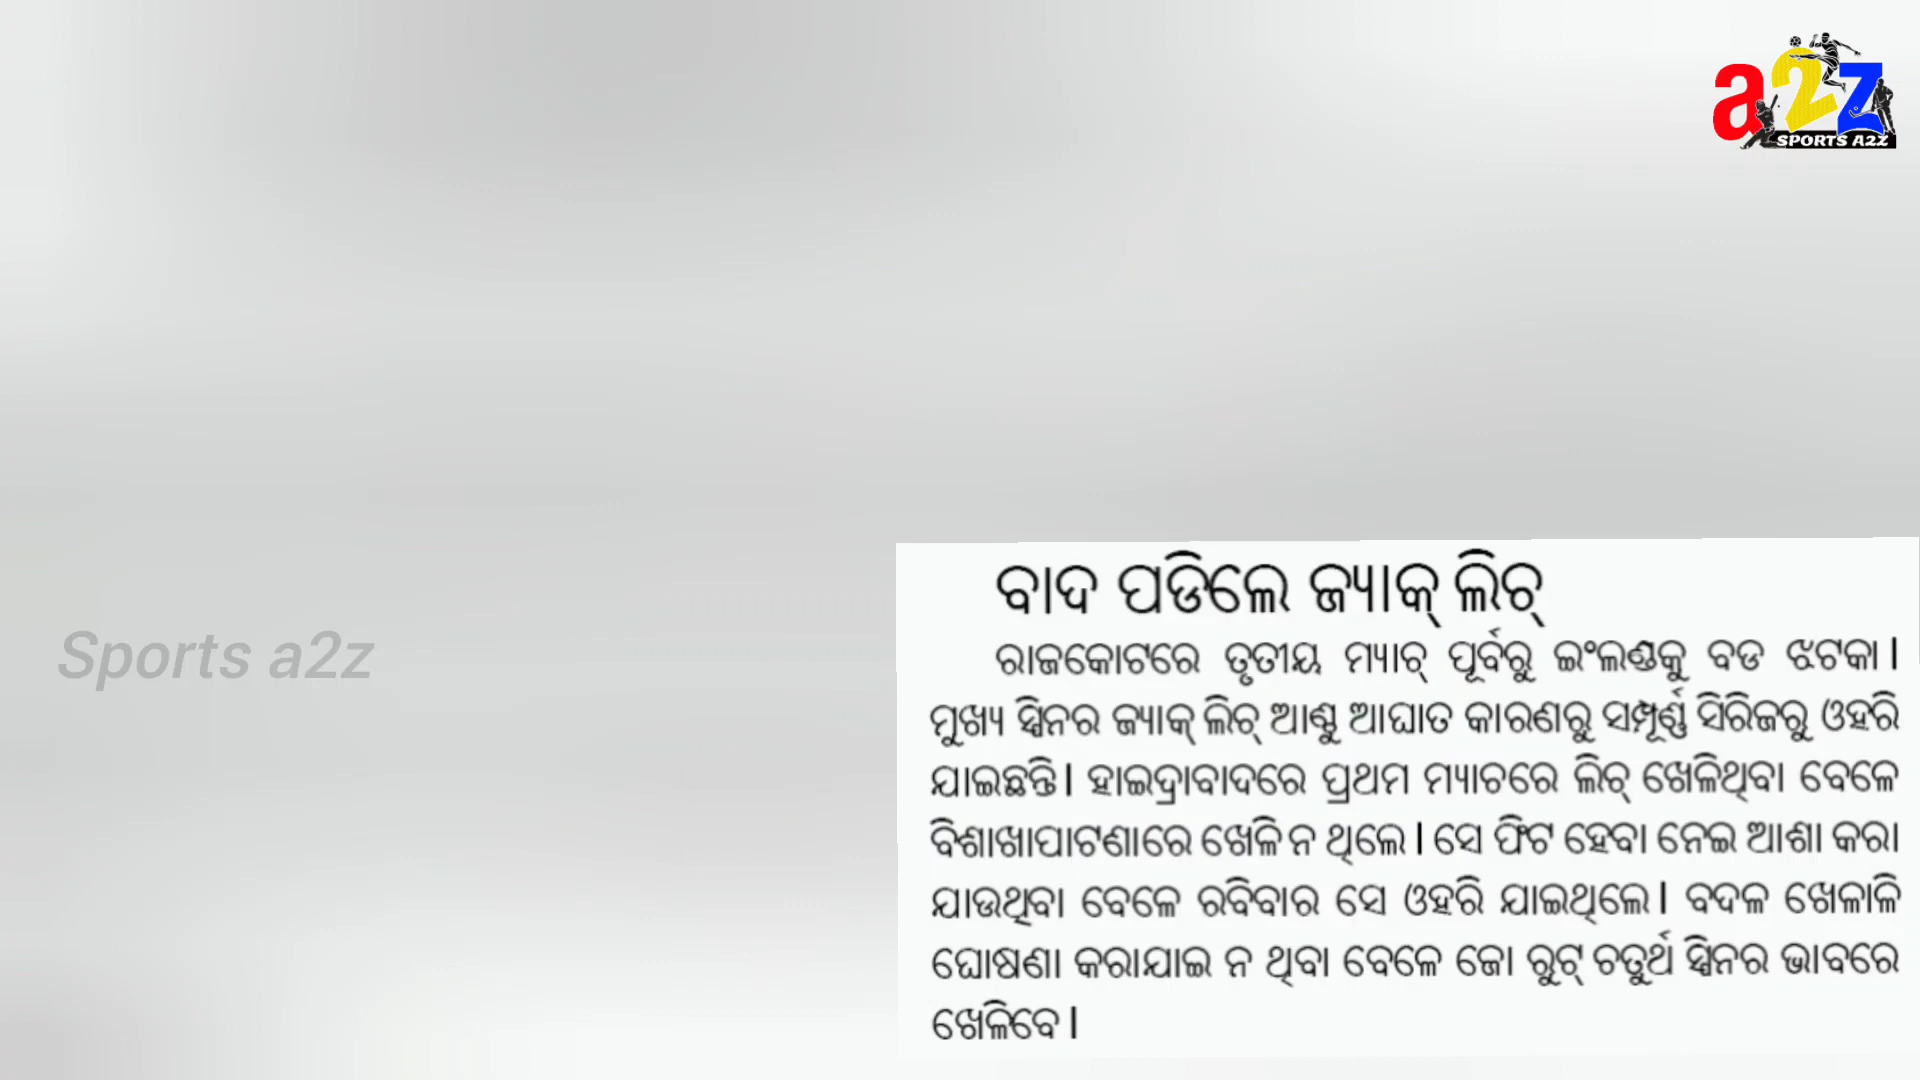 a2z
SPORTS A2Z
ବାଦ ପଡିଲେ ଜ୍ୟାକ୍ ଲିଚ୍
ରାଜକୋଟରେ ତୃତୀୟ ମ୍ୟାଚ୍ ପୂର୍ବରୁ ଇଂଲଣ୍ଡକୁ ବଡ ଝଟକା।
ମୁଖ୍ୟ ସ୍ପିନର ଜ୍ୟାକ୍ ଲିଚ୍ ଆଣ୍ଠୁ ଆଘାତ କାରଣରୁ ସମ୍ପୂର୍ଣ୍ଣ ସିରିଜରୁ ଓହରି
ଯାଇଛନ୍ତି। ହାଇଦ୍ରାବାଦରେ ପ୍ରଥମ ମ୍ୟାଚରେ ଲିଚ୍ ଖେଳିଥିବା ବେଳେ
ବିଶାଖାପାଟଣାରେ ଖେଳି ନ ଥିଲେ। ସେ ଫିଟ ହେବା ନେଇ ଆଶା କରା
ଯାଉଥିବା ବେଳେ ରବିବାର ସେ ଓହରି ଯାଇଥିଲେ। ବଦଳ ଖେଳାଳି
ଘୋଷଣା କରାଯାଇ ନ ଥିବା ବେଳେ ଜୋ ରୁଟ୍ ଚତୁର୍ଥ ସ୍ପିନର ଭାବରେ
ଖେଳିବେ।
Sports a2z